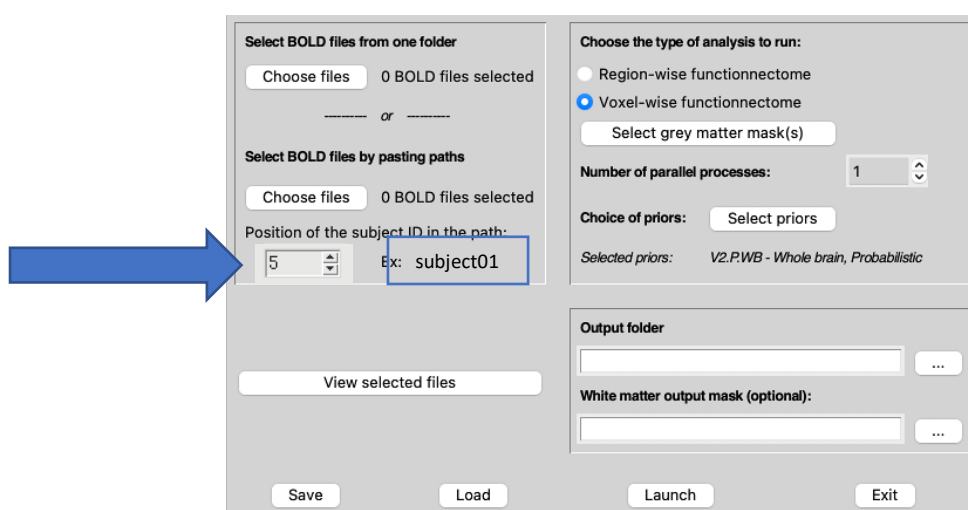 Select BOLD files from one folder
Choose files 0 BOLD files selected
---------- or ----------
Select BOLD files by pasting paths
Choose files 0 BOLD files selected
Position of the subject ID in the path:
5 Ex: subject01
View selected files
Choose the type of analysis to run:
Region-wise functionnectome
Voxel-wise functionnectome
Select grey matter mask(s)
Number of parallel processes: 1
Choice of priors: Select priors
Selected priors: V2.P.WB - Whole brain, Probabilistic
Output folder
...
White matter output mask (optional):
...
Save Load Launch Exit